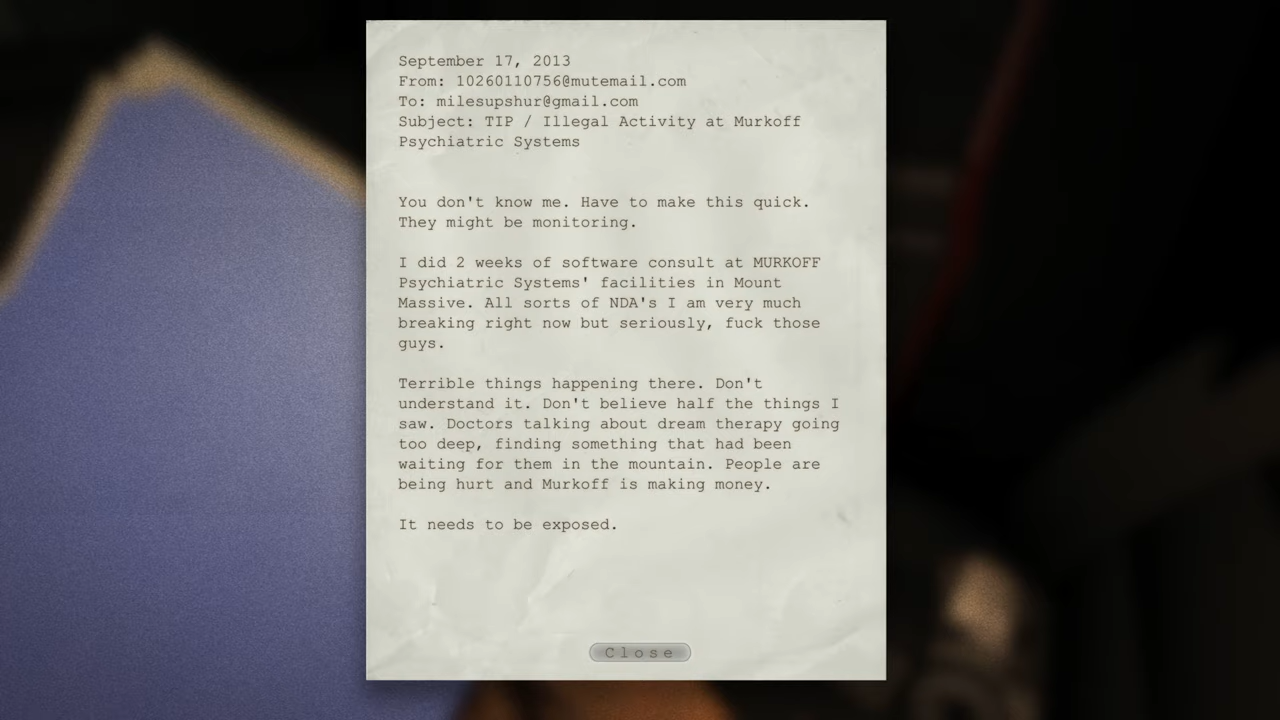 September 17, 2013
From: 10260110756@mutemail.com
To: milesupshur@gmail.com
Subject: TIP / Illegal Activity at Murkoff
Psychiatric Systems
You don't know me. Have to make this quick.
They might be monitoring.
I did 2 weeks of software consult at MURKOFF
Psychiatric Systems' facilities in Mount
Massive. All sorts of NDA's I am very much
breaking right now but seriously, fuck those
guys.
Terrible things happening there. Don't
understand it. Don't believe half the things I
saw. Doctors talking about dream therapy going
too deep, finding something that had been
waiting for them in the mountain. People are
being hurt and Murkoff is making money.
It needs to be exposed.
Close